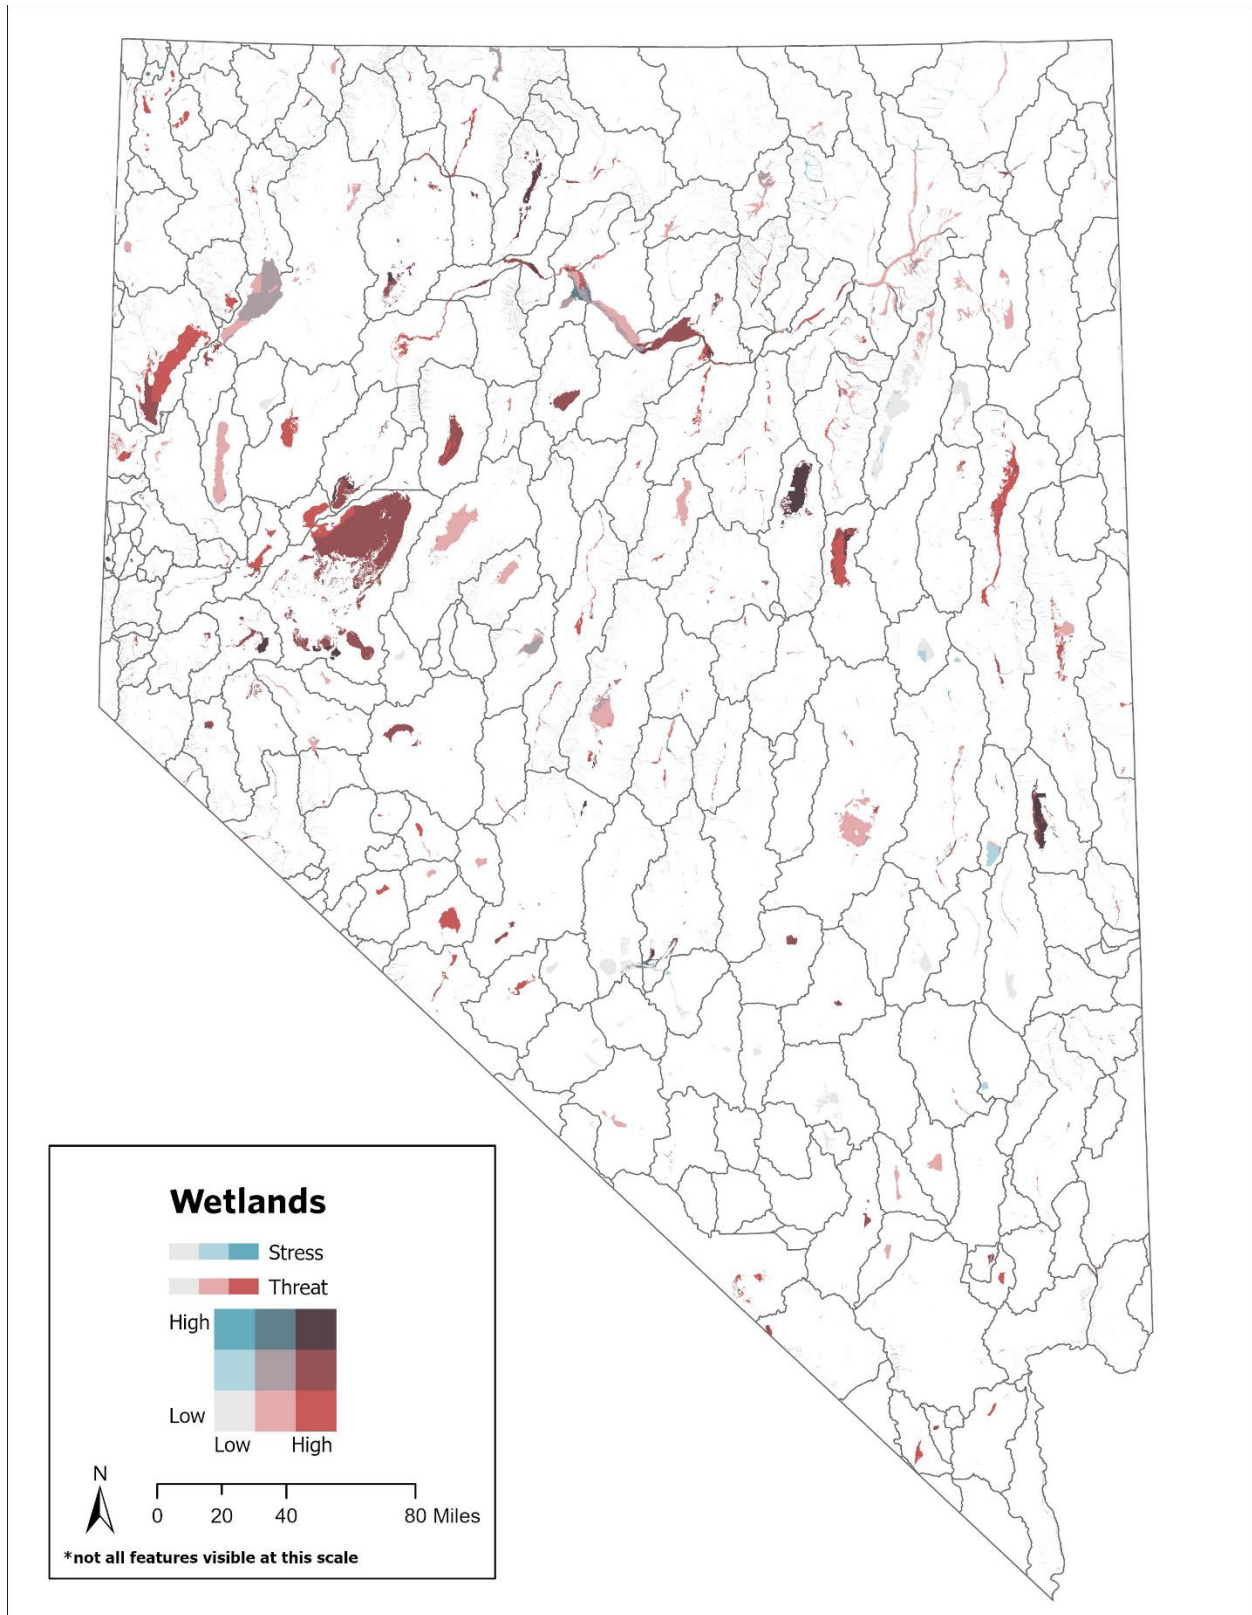 Wetlands
Stress
Threat
High
Low
Low High
N
0 20 40 80 Miles
*not all features visible at this scale